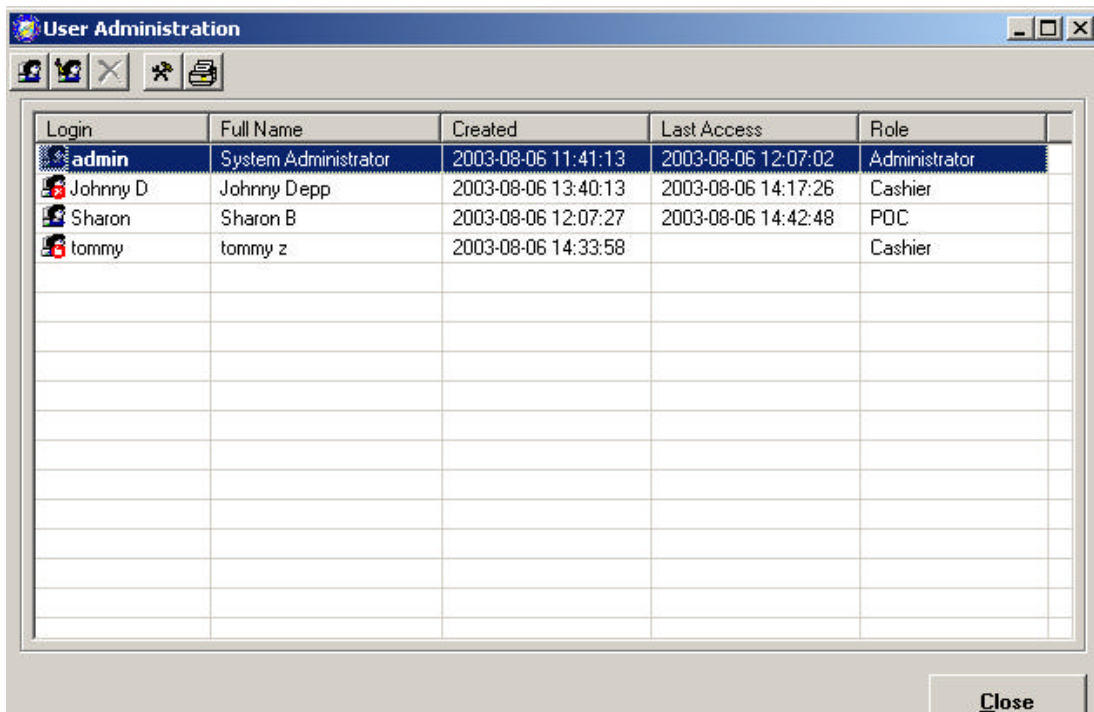 User Administration
Login Full Name Created Last Access Role
admin System Administrator 2003-08-06 11:41:13 2003-08-06 12:07:02 Administrator
Johnny D Johnny Depp 2003-08-06 13:40:13 2003-08-06 14:17:26 Cashier
Sharon Sharon B 2003-08-06 12:07:27 2003-08-06 14:42:48 POC
tommy tommy z 2003-08-06 14:33:58 Cashier
Close